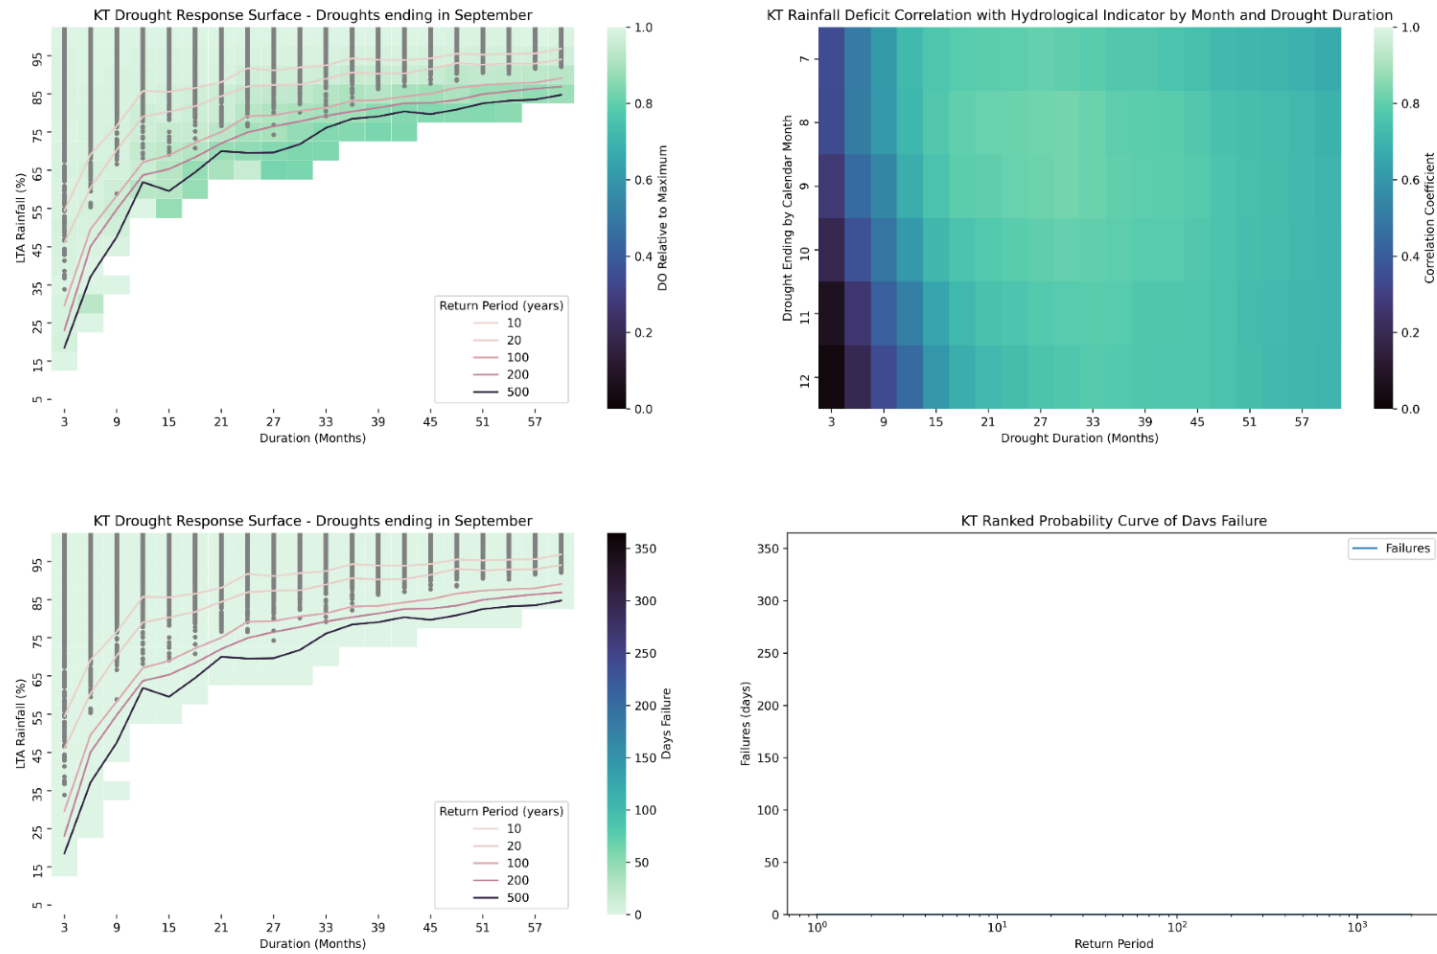 KT Drought Response Surface - Droughts ending in September
LTA Rainfall (%)
95
85
75
65
55
45
35
25
15
5
3 9 15 21 27 33 39 45 51 57
Duration (Months)
Return Period (years)
10
20
100
200
500
1.0
0.8
0.6
0.4
0.2
0.0
DO Relative to Maximum
KT Rainfall Deficit Correlation with Hydrological Indicator by Month and Drought Duration
Drought Ending by Calendar Month
7
8
9
10
11
12
3 9 15 21 27 33 39 45 51 57
Drought Duration (Months)
1.0
0.8
0.6
0.4
0.2
0.0
Correlation Coefficient
KT Drought Response Surface - Droughts ending in September
LTA Rainfall (%)
95
85
75
65
55
45
35
25
15
5
3 9 15 21 27 33 39 45 51 57
Duration (Months)
Return Period (years)
10
20
100
200
500
350
300
250
200
150
100
50
0
Days Failure
KT Ranked Probability Curve of Days Failure
Failures
Failures (days)
350
300
250
200
150
100
50
0
10⁰ 10¹ 10² 10³
Return Period